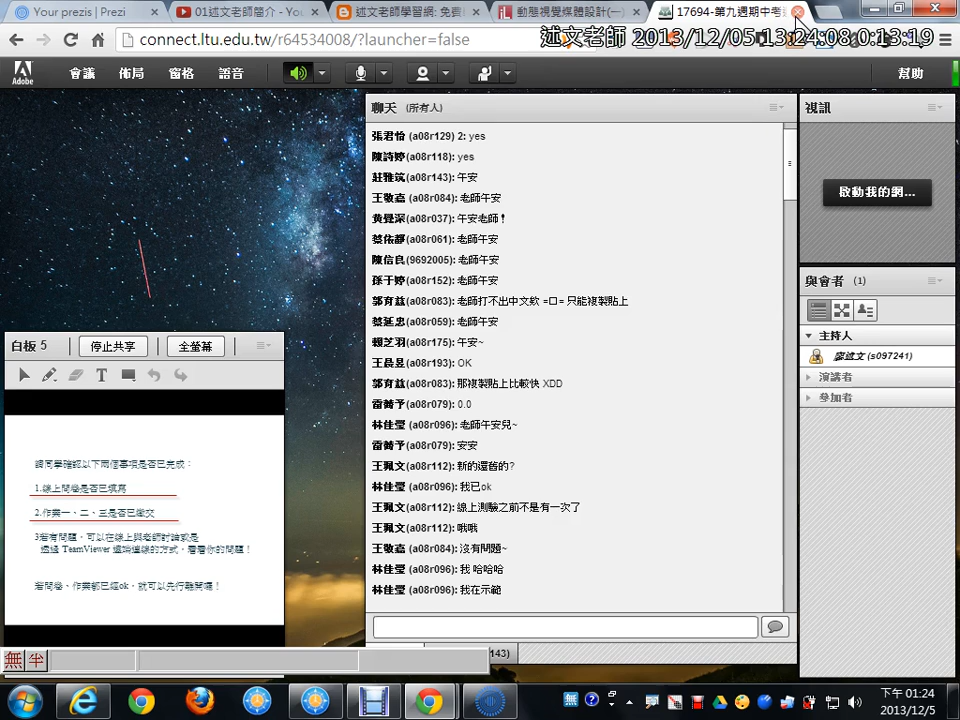 Your prezis | Prezi
01述文老師簡介 - You
述文老師學習網: 免費
動態視覺媒體設計(一)
17694-第九週期中考
connect.ltu.edu.tw/r64534008/?launcher=false
述文老師 2013/12/05 13:24:08 0:13:19
Adobe
會議
佈局
窗格
語音
幫助
聊天 (所有人)
張君怡 (a08r129) 2: yes
陳詩婷(a08r118): yes
莊雅筑(a08r143): 午安
王敬嘉 (a08r084): 老師午安
黃聲深(a08r037): 午安老師!
蔡依靜(a08r061): 老師午安
陳信良(9692005): 老師午安
孫于婷(a08r152): 老師午安
郭育益(a08r083): 老師打不出中文欸 =口= 只能複製貼上
蔡延忠(a08r059): 老師午安
賴芝羽(a08r175): 午安~
王晨昱(a08r193): OK
郭育益(a08r083): 那複製貼上比較快 XDD
(a08r079): 0.0
林佳瑩(a08r096): 老師午安兒~
(a08r079): 安安
王珮文(a08r112): 新的還舊的?
林佳瑩 (a08r096): 我已ok
王珮文(a08r112): 線上測驗之前不是有一次了
王珮文(a08r112): 哦哦
王敬嘉 (a08r084): 沒有問題~
林佳瑩 (a08r096): 我 哈哈哈
林佳瑩 (a08r096): 我在示範
143)
視訊
啟動我的網...
與會者 (1)
主持人
廖述文 (s097241)
演講者
參加者
白板 5
停止共享
全螢幕
T
請同學確認以下兩個事項是否已完成：
1.線上問卷是否已填寫
2.作業一、二、三是否已繳交
3若有問題，可以在線上與老師討論或是
透過 TeamViewer 遠端連線的方式，看看你的問題！
若問卷、作業都已經ok，就可以先行離開囉！
無 半
無
下午 01:24
2013/12/5